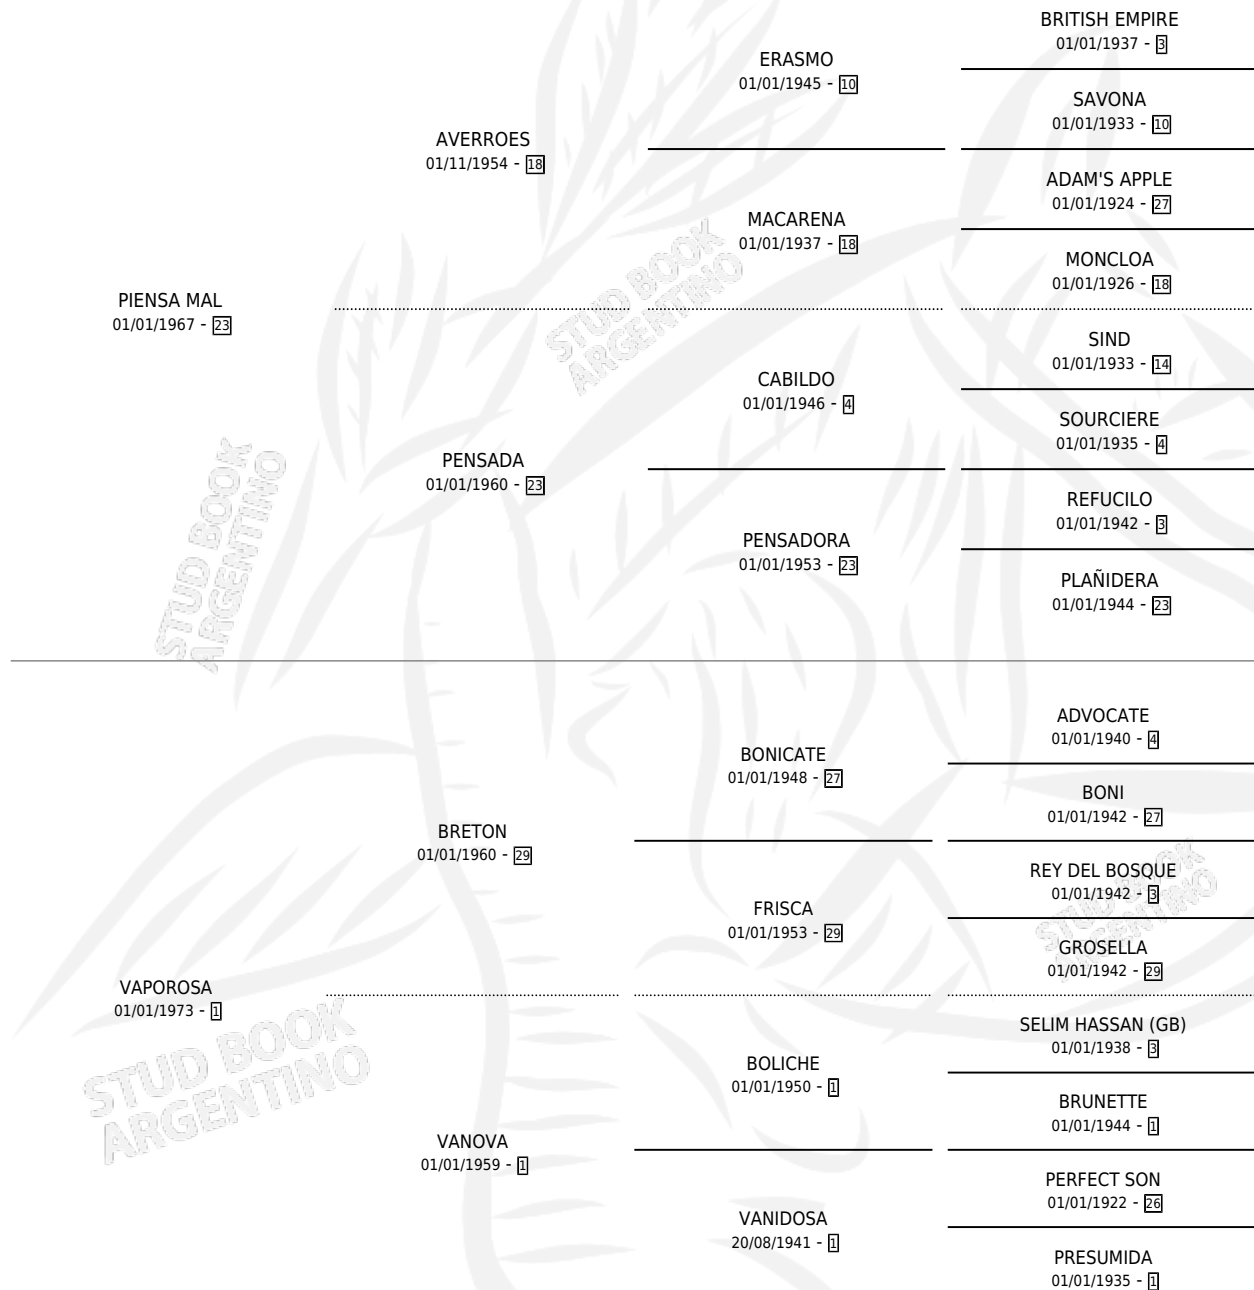 BRITISH EMPIRE
01/01/1937 - 3
ERASMO
01/01/1945 - 10
SAVONA
01/01/1933 - 10
AVERROES
01/11/1954 - 18
ADAM'S APPLE
01/01/1924 - 27
MACARENA
01/01/1937 - 18
MONCLOA
01/01/1926 - 18
PIENSA MAL
01/01/1967 - 23
SIND
01/01/1933 - 14
CABILDO
01/01/1946 - 4
SOURCIERE
01/01/1935 - 4
PENSADA
01/01/1960 - 23
REFUCILO
01/01/1942 - 3
PENSADORA
01/01/1953 - 23
PLAÑIDERA
01/01/1944 - 23
ADVOCATE
01/01/1940 - 4
BONICATE
01/01/1948 - 27
BONI
01/01/1942 - 27
BRETON
01/01/1960 - 29
REY DEL BOSQUE
01/01/1942 - 3
FRISCA
01/01/1953 - 29
GROSELLA
01/01/1942 - 29
VAPOROSA
01/01/1973 - 1
SELIM HASSAN (GB)
01/01/1938 - 3
BOLICHE
01/01/1950 - 1
BRUNETTE
01/01/1944 - 1
VANOVA
01/01/1959 - 1
PERFECT SON
01/01/1922 - 26
VANIDOSA
20/08/1941 - 1
PRESUMIDA
01/01/1935 - 1
STUD BOOK
ARGENTINO
STUD BOOK
ARGENTINO
STUD BOOK
ARGENTINO
STUD BOOK
ARGENTINO